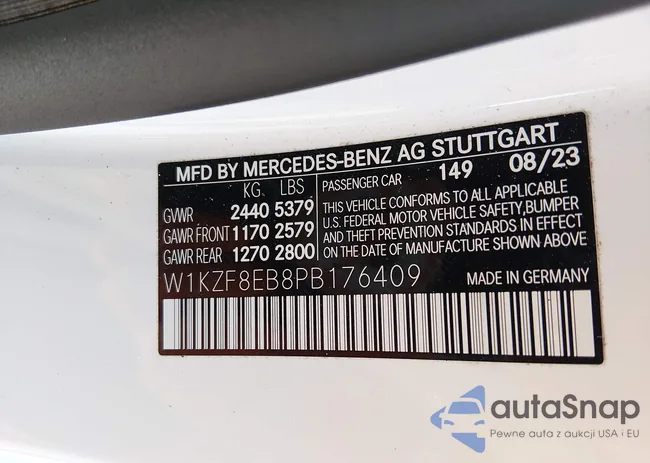 MFD BY MERCEDES-BENZ AG STUTTGART
KG LBS PASSENGER CAR 149 08/23
GVWR 2440 5379
GAWR FRONT 1170 2579
GAWR REAR 1270 2800
THIS VEHICLE CONFORMS TO ALL APPLICABLE
U.S. FEDERAL MOTOR VEHICLE SAFETY, BUMPER
AND THEFT PREVENTION STANDARDS IN EFFECT
ON THE DATE OF MANUFACTURE SHOWN ABOVE
W1KZF8EB8PB176409 MADE IN GERMANY
autaSnap
Pewne auta z aukcji USA i EU